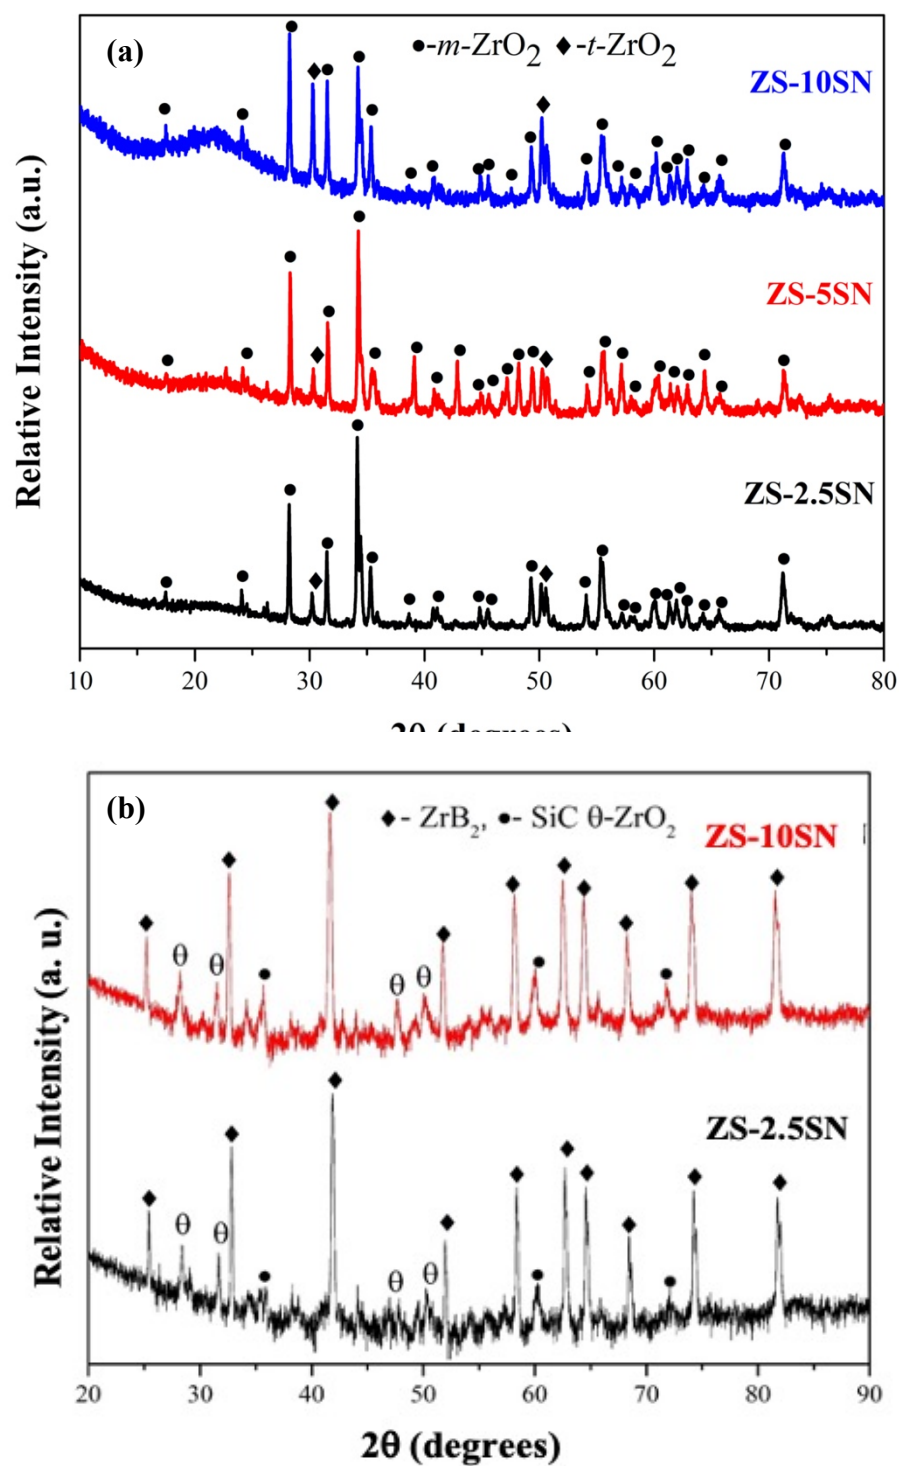 (a)
●-m-ZrO₂ ◆-t-ZrO₂
ZS-10SN
ZS-5SN
ZS-2.5SN
Relative Intensity (a.u.)
10 20 30 40 50 60 70 80
2θ (degrees)
(b)
◆- ZrB₂, ●- SiC θ-ZrO₂
ZS-10SN
θ θ θ θ
ZS-2.5SN
θ θ θ θ
Relative Intensity (a. u.)
20 30 40 50 60 70 80 90
2θ (degrees)